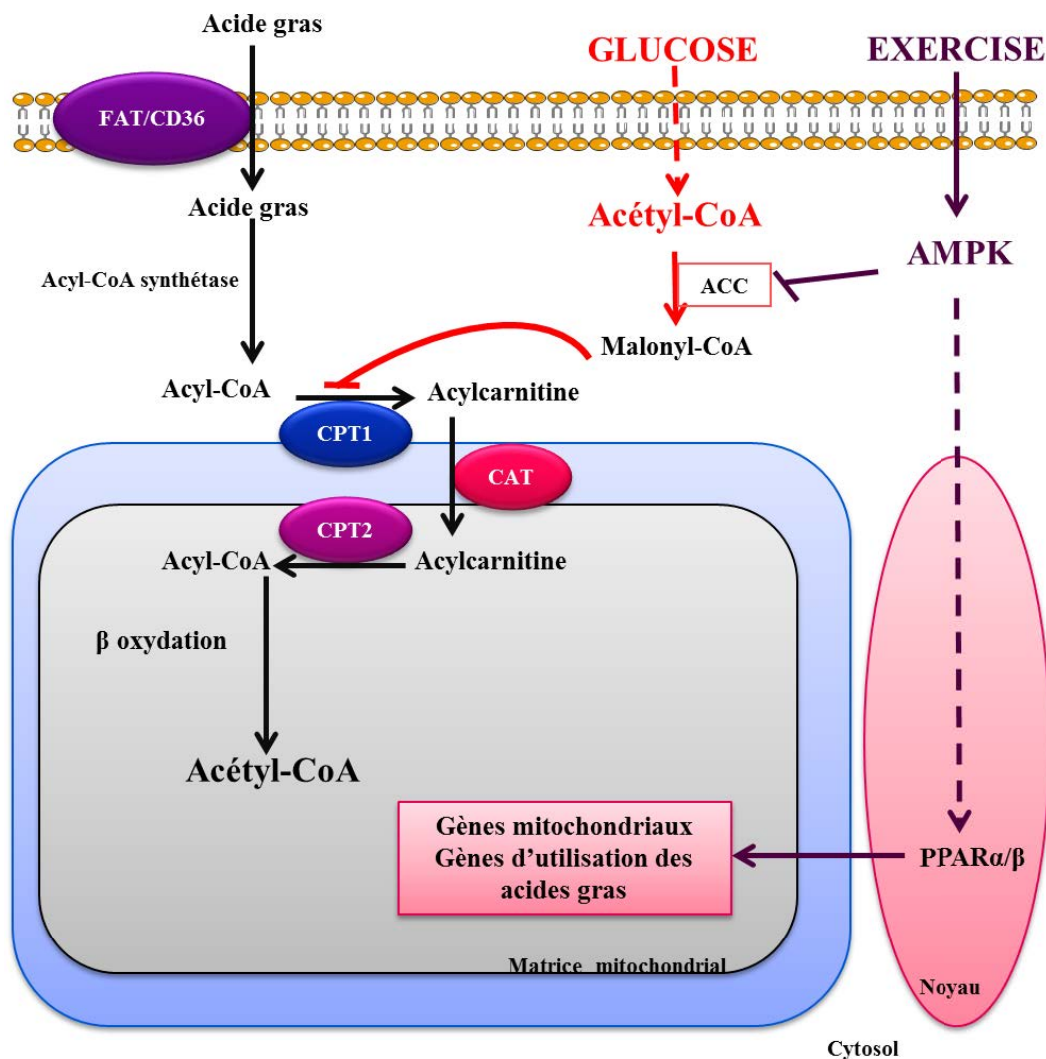 Acide gras
GLUCOSE
EXERCISE
FAT/CD36
Acide gras
Acétyl-CoA
AMPK
Acyl-CoA synthétase
ACC
Malonyl-CoA
Acyl-CoA
Acylcarnitine
CPT1
CAT
CPT2
Acyl-CoA
Acylcarnitine
β oxydation
Acétyl-CoA
Gènes mitochondriaux
Gènes d’utilisation des
acides gras
PPARα/β
Matrice mitochondrial
Noyau
Cytosol